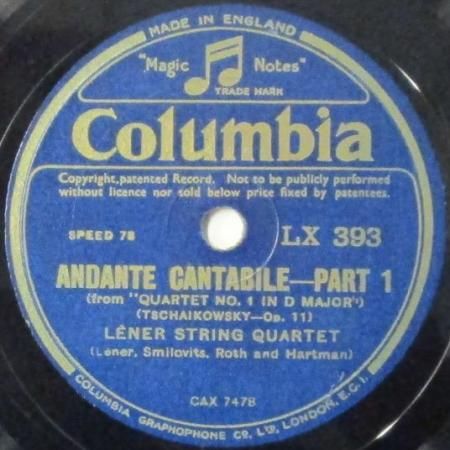 MADE IN ENGLAND
"Magic Notes"
TRADE MARK
Columbia
Copyright, patented Record. Not to be publicly performed
without licence nor sold below price fixed by patentees.
SPEED 78 LX 393
ANDANTE CANTABILE—PART 1
(from "QUARTET NO. 1 IN D MAJOR")
(TSCHAIKOWSKY—Op. 11)
LÉNER STRING QUARTET
(Lener, Smilovits, Roth and Hartman)
CAX 7478
COLUMBIA GRAPHOPHONE CO. LTD, LONDON, E.C.1.